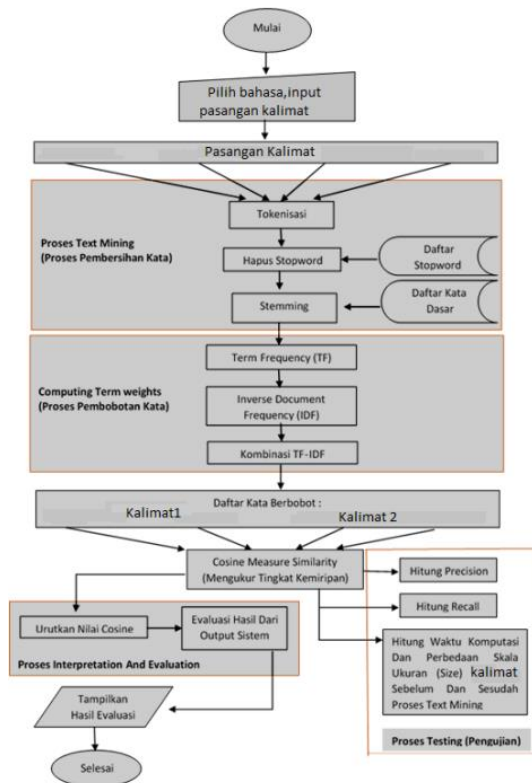 Mulai
Pilih bahasa,input
pasangan kalimat
Pasangan Kalimat
Tokenisasi
Proses Text Mining
(Proses Pembersihan Kata)
Hapus Stopword
Daftar
Stopword
Stemming
Daftar Kata
Dasar
Term Frequency (TF)
Computing Term weights
(Proses Pembobotan Kata)
Inverse Document
Frequency (IDF)
Kombinasi TF-IDF
Daftar Kata Berbobot :
Kalimat1
Kalimat 2
Cosine Measure Similarity
(Mengukur Tingkat Kemiripan)
Hitung Precision
Hitung Recall
Hitung Waktu Komputasi
Dan Perbedaan Skala
Ukuran (Size) kalimat
Sebelum Dan Sesudah
Proses Text Mining
Proses Testing (Pengujian)
Urutkan Nilai Cosine
Evaluasi Hasil Dari
Output Sistem
Proses Interpretation And Evaluation
Tampilkan
Hasil Evaluasi
Selesai